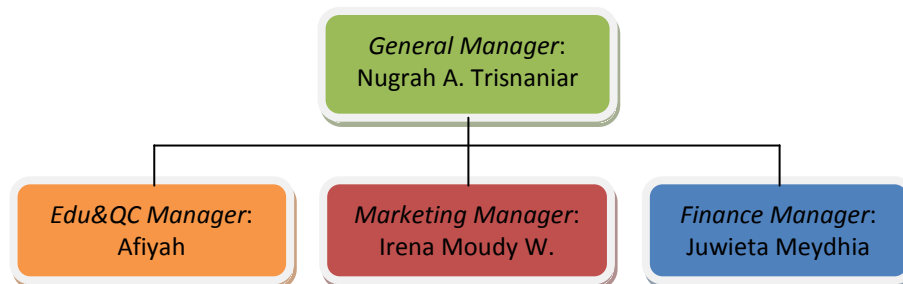 General Manager:
Nugrah A. Trisnaniar
Edu&QC Manager:
Afiyah
Marketing Manager:
Irena Moudy W.
Finance Manager:
Juwieta Meydhia